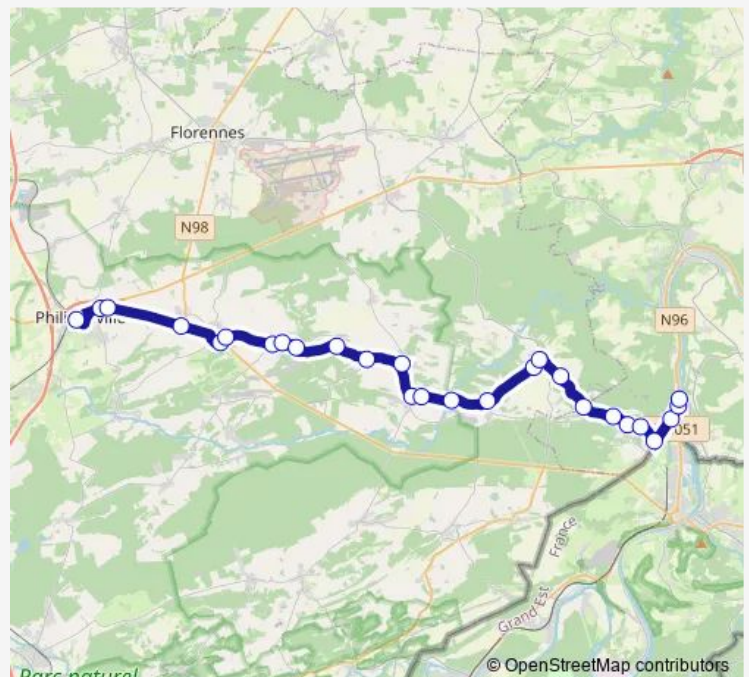 Florennes
N98
Phil
ville
N96
051
France
Grand Est
© OpenStreetMap contributors
Parc naturel